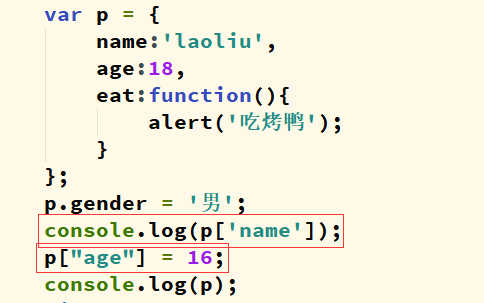 var p = {
name:'laoliu',
age:18,
eat:function(){
alert('吃烤鸭');
}
};
p.gender = '男';
console.log(p['name']);
p["age"] = 16;
console.log(p);